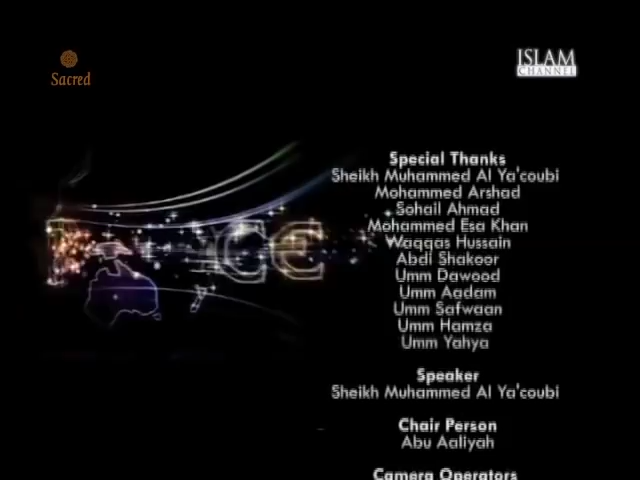 Sacred
ISLAM
CHANNEL
Special Thanks
Sheikh Muhammed Al Ya'coubi
Mohammed Arshad
Sohail Ahmad
Mohammed Esa Khan
Waqqas Hussain
Abdi Shakoor
Umm Dawood
Umm Aadam
Umm Safwaan
Umm Hamza
Umm Yahya
Speaker
Sheikh Muhammed Al Ya'coubi
Chair Person
Abu Aaliyah
Camera Operators